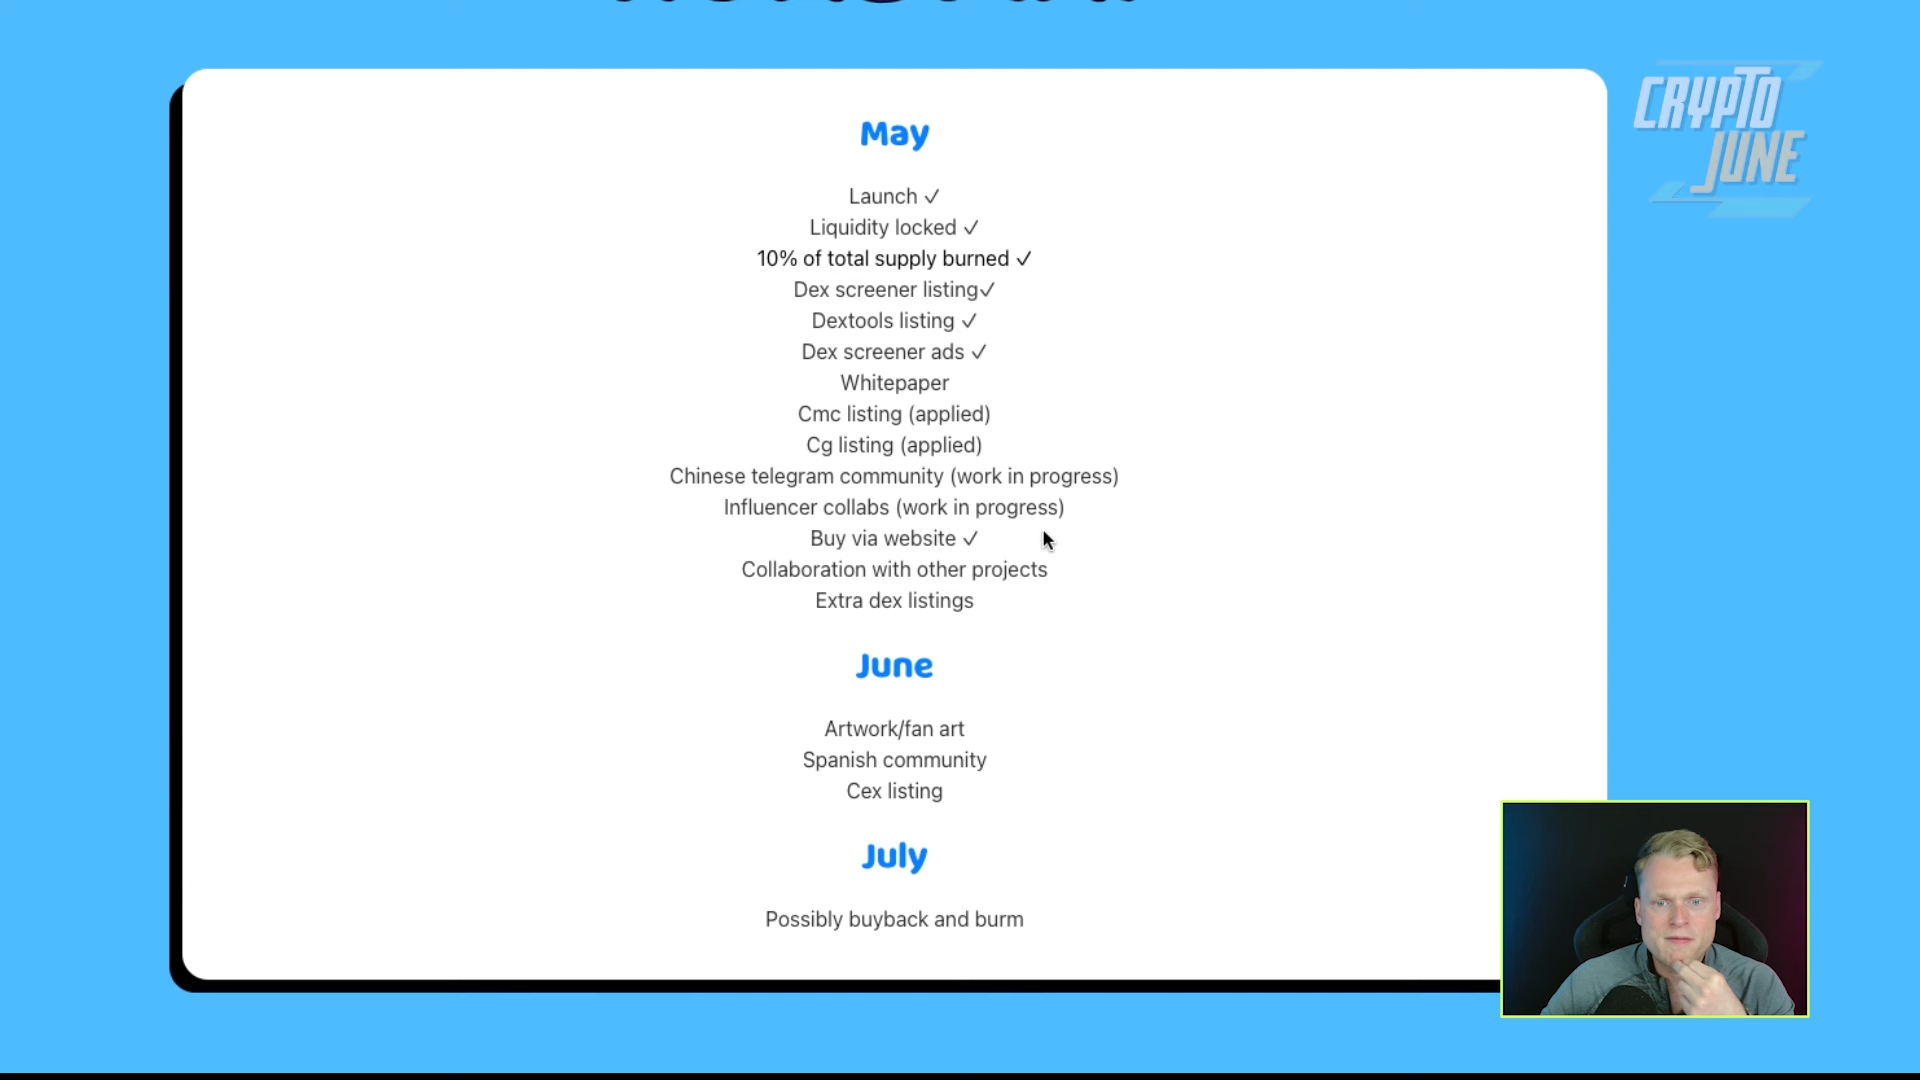 CRYPTO
JUNE
May
Launch ✓
Liquidity locked ✓
10% of total supply burned ✓
Dex screener listing✓
Dextools listing ✓
Dex screener ads ✓
Whitepaper
Cmc listing (applied)
Cg listing (applied)
Chinese telegram community (work in progress)
Influencer collabs (work in progress)
Buy via website ✓
Collaboration with other projects
Extra dex listings
June
Artwork/fan art
Spanish community
Cex listing
July
Possibly buyback and burm